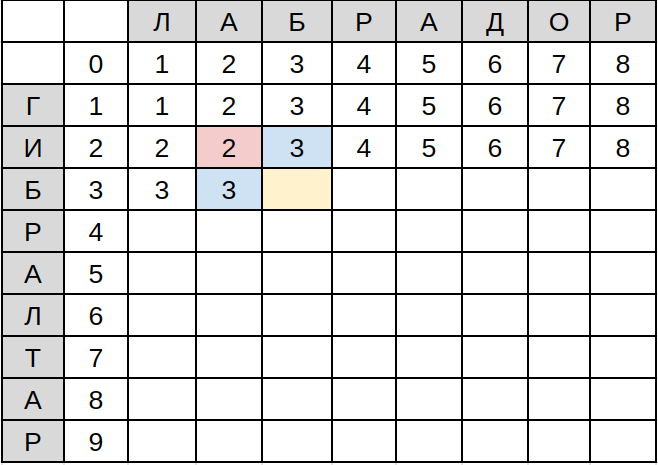 Л А Б Р А Д О Р
0 1 2 3 4 5 6 7 8
Г 1 1 2 3 4 5 6 7 8
И 2 2 2 3 4 5 6 7 8
Б 3 3 3
Р 4
А 5
Л 6
Т 7
А 8
Р 9